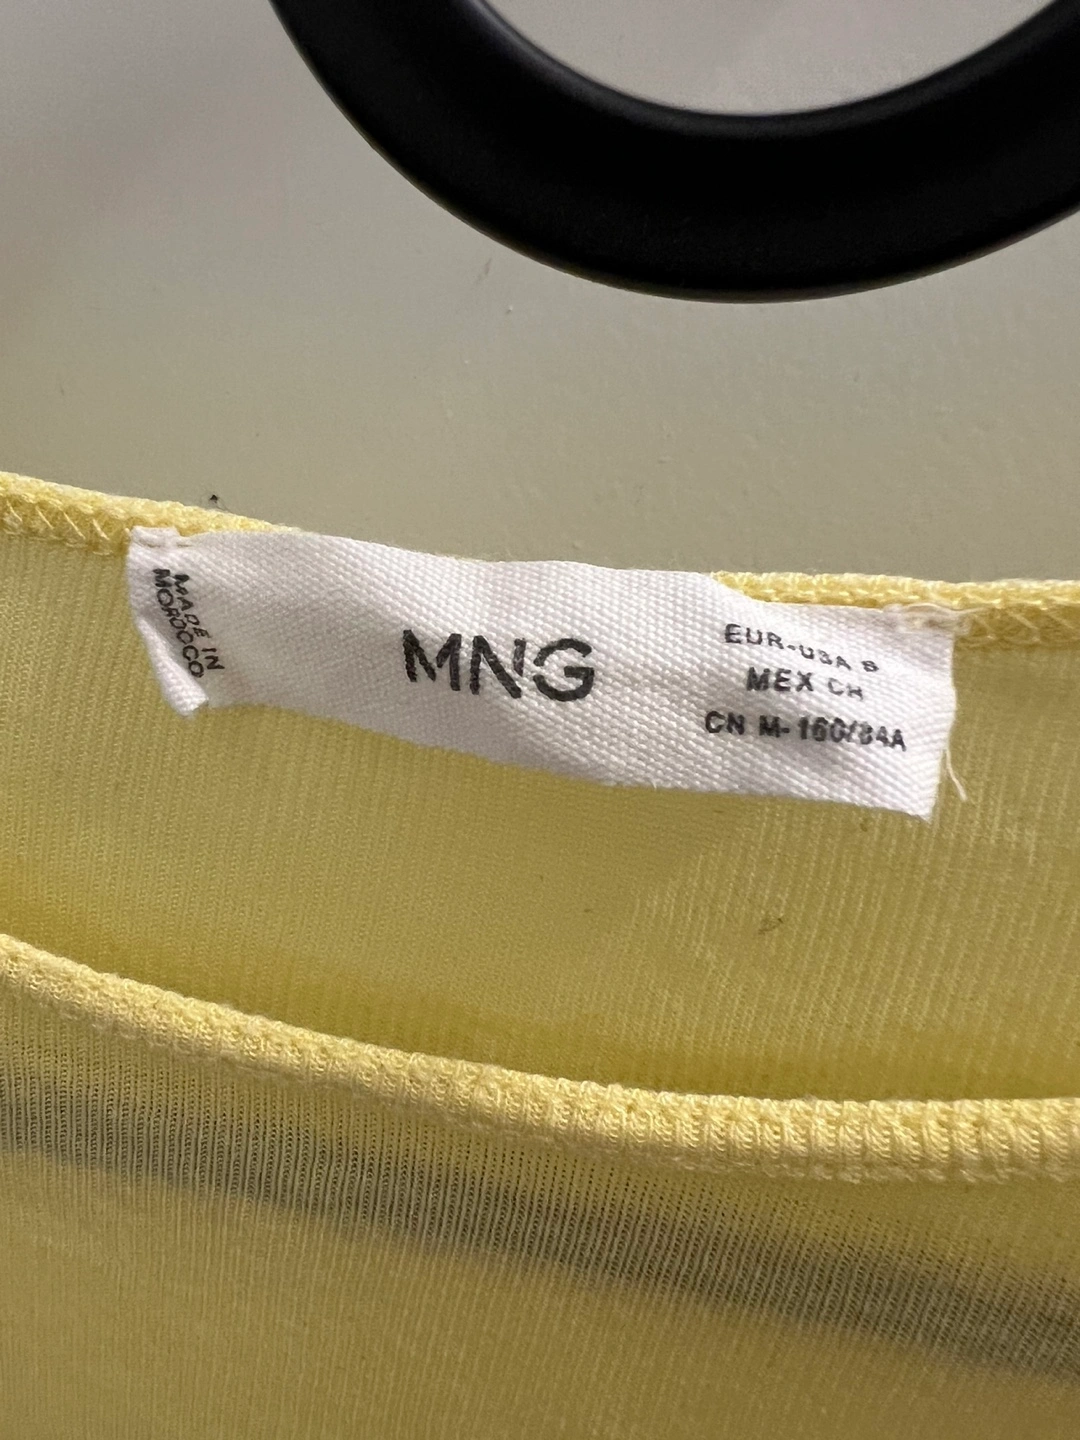 MADE IN
MOROCCO
MNG
EUR-USA S
MEX CH
CN M-160/84A